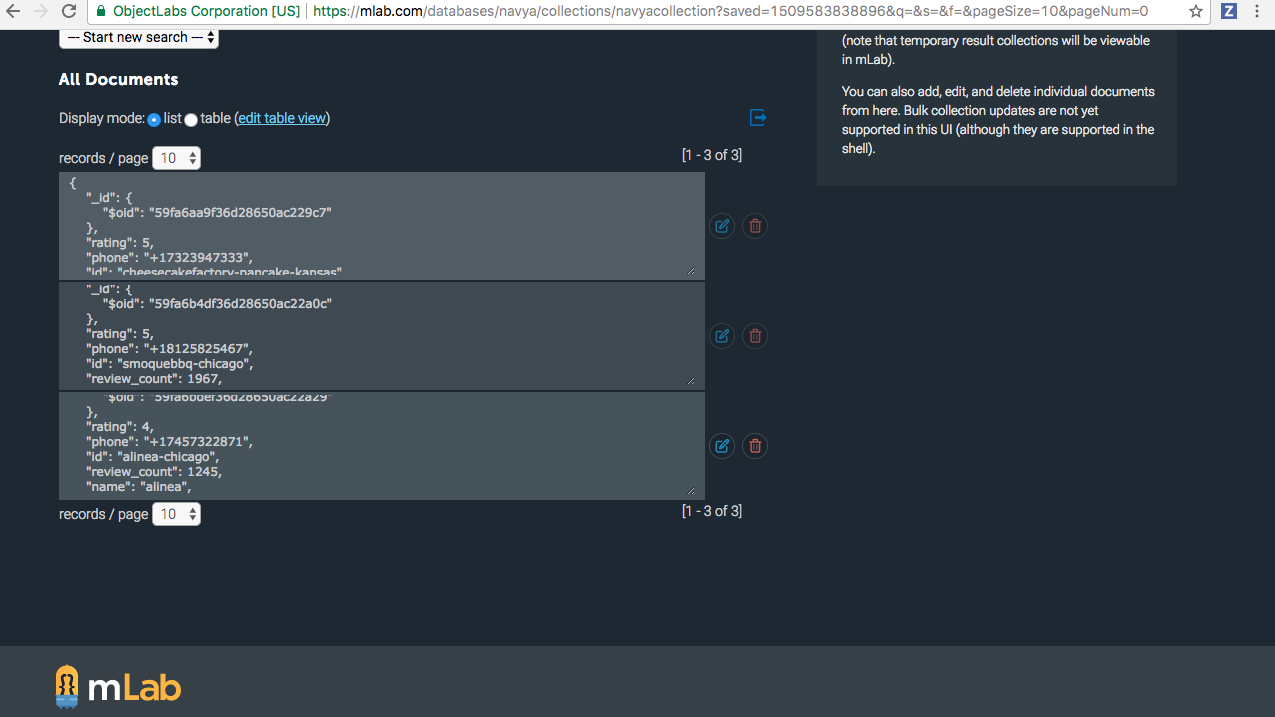 ObjectLabs Corporation [US] https://mlab.com/databases/navya/collections/navyacollection?saved=1509583838896&q=&s=&f=&pageSize=10&pageNum=0
Z
--- Start new search ---
All Documents
Display mode: list table (edit table view)
records / page 10
[1 - 3 of 3]
{
"_id": {
"$oid": "59fa6aa9f36d28650ac229c7"
},
"rating": 5,
"phone": "+17323947333",
"id": "cheesecakefactory-pancake-kansas"
"_id": {
"$oid": "59fa6b4df36d28650ac22a0c"
},
"rating": 5,
"phone": "+18125825467",
"id": "smoquebbq-chicago",
"review_count": 1967,
"$oid": "59fa6bdef36d28650ac22a29"
},
"rating": 4,
"phone": "+17457322871",
"id": "alinea-chicago",
"review_count": 1245,
"name": "alinea",
records / page 10
[1 - 3 of 3]
(note that temporary result collections will be viewable
in mLab).
You can also add, edit, and delete individual documents
from here. Bulk collection updates are not yet
supported in this UI (although they are supported in the
shell).
mLab